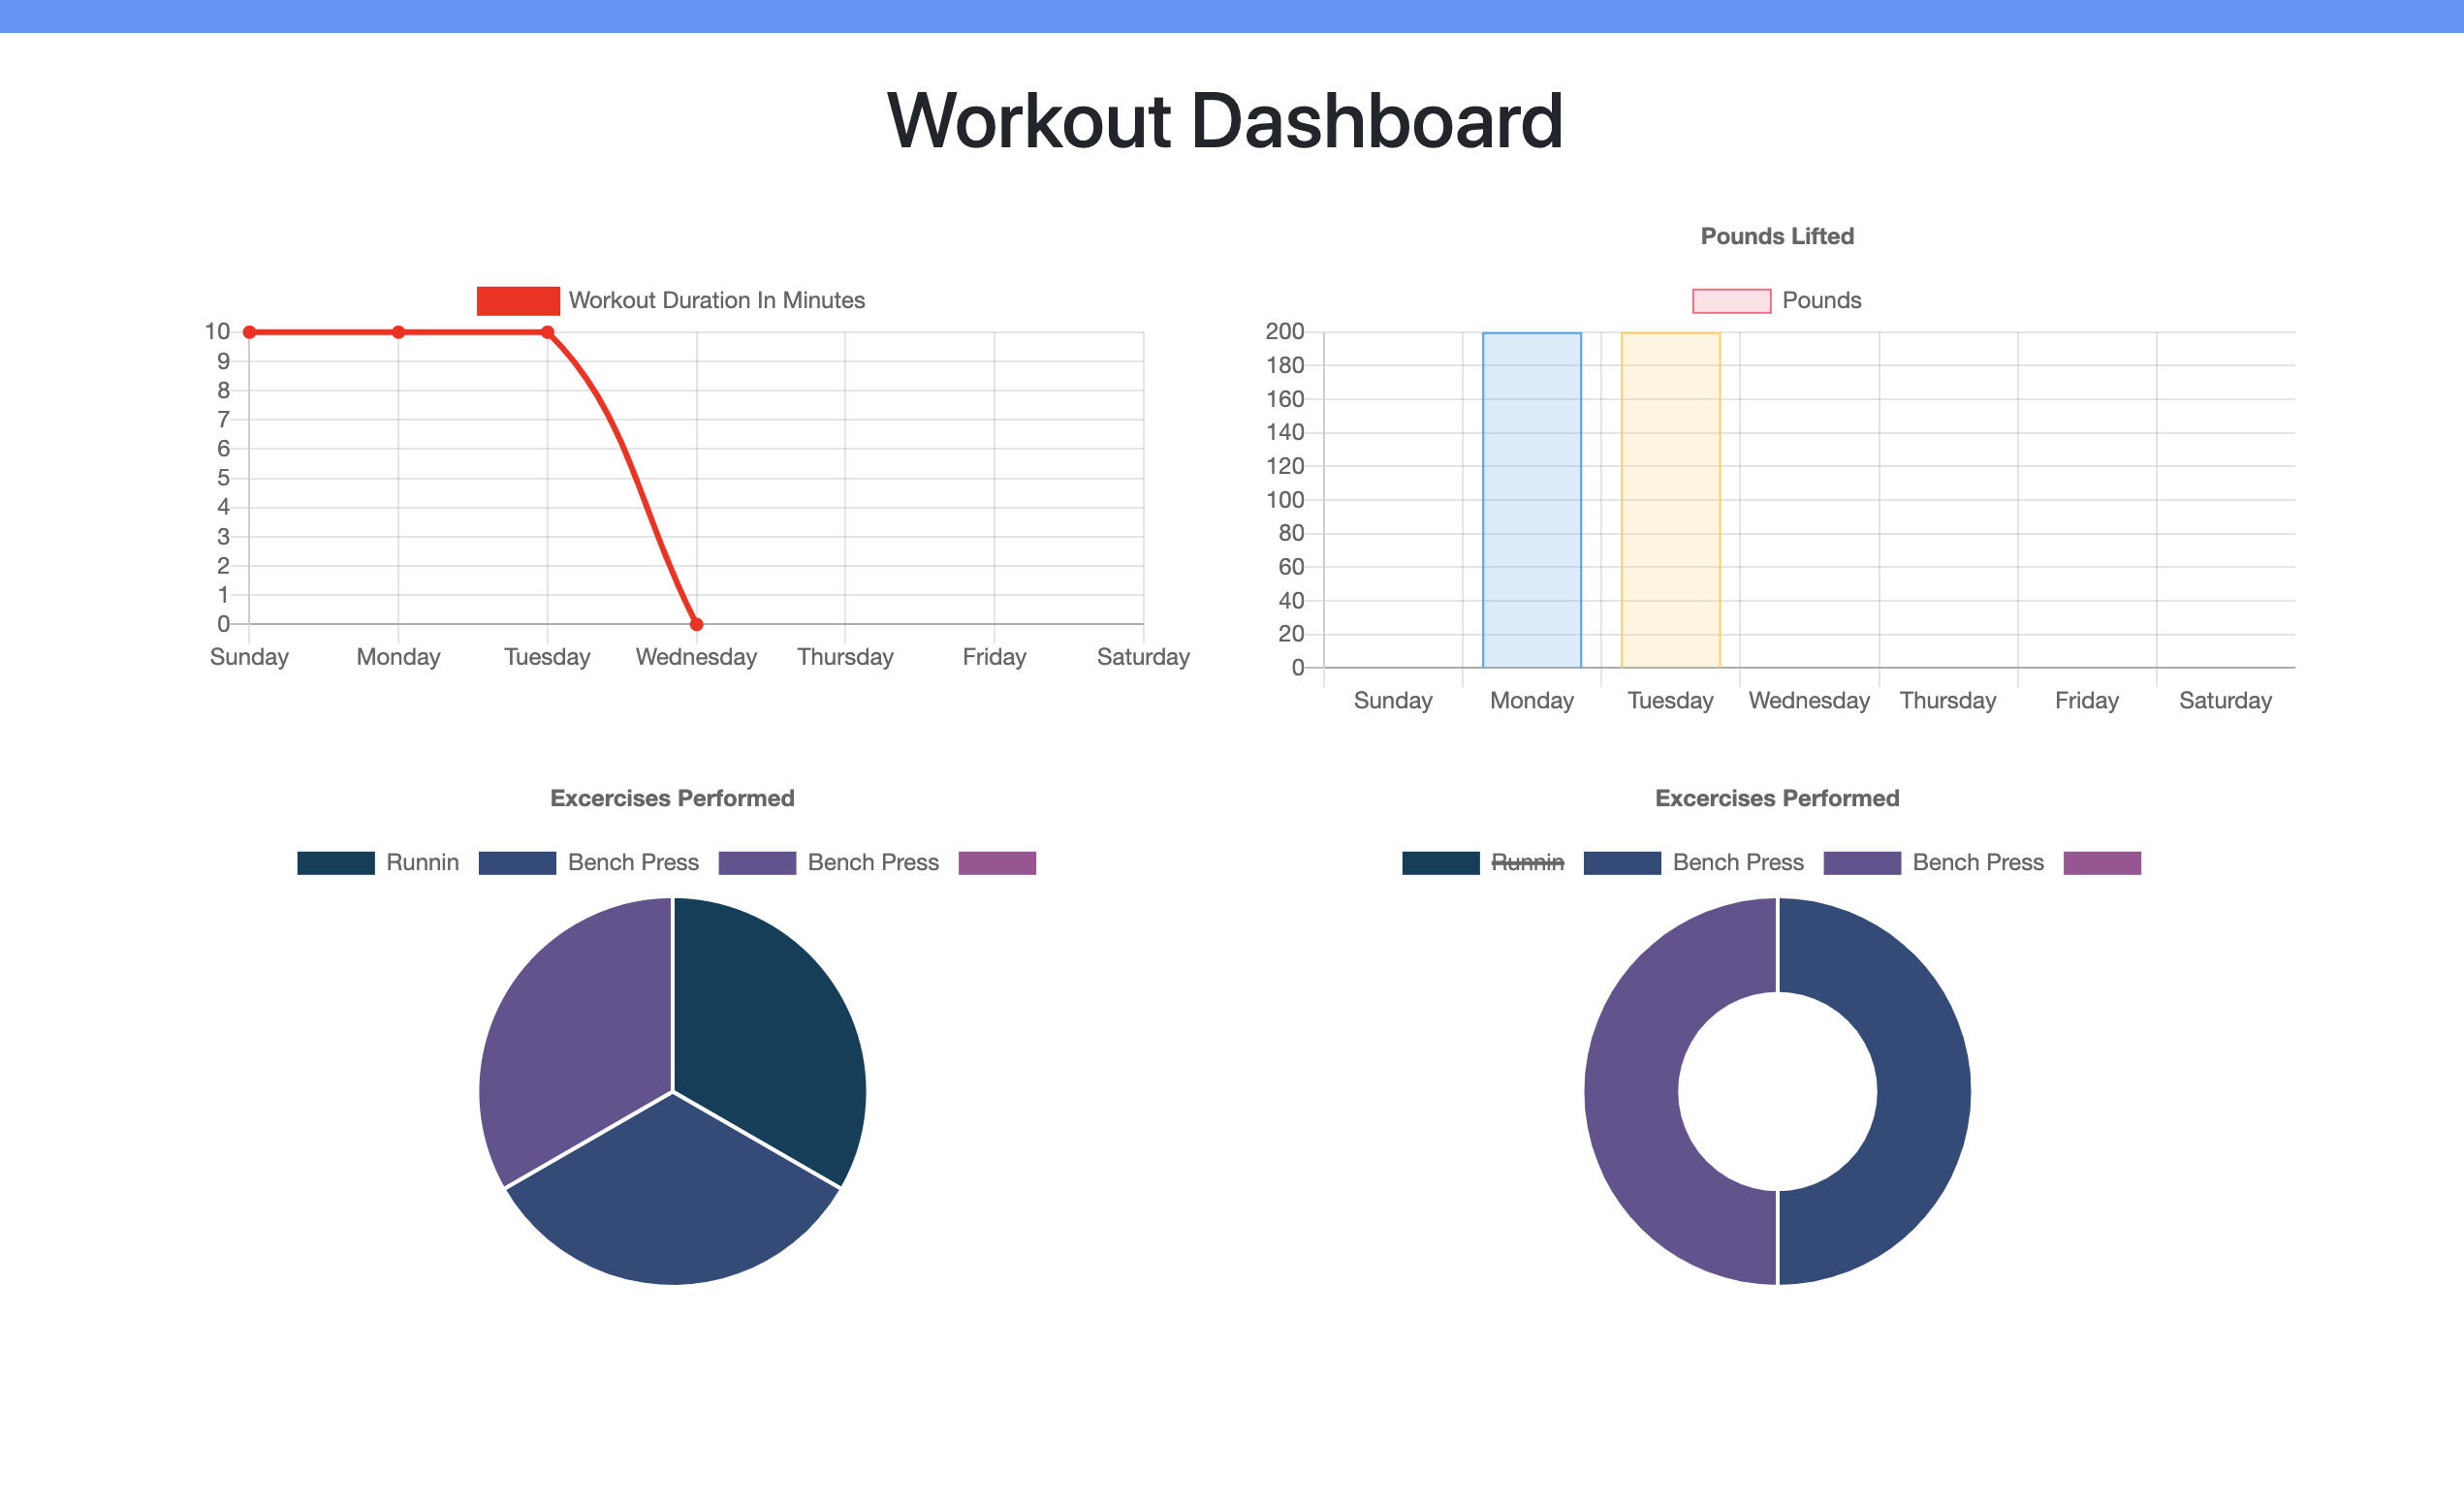 Workout Dashboard
Workout Duration In Minutes
10
9
8
7
6
5
4
3
2
1
0
Sunday Monday Tuesday Wednesday Thursday Friday Saturday
Pounds Lifted
Pounds
200
180
160
140
120
100
80
60
40
20
0
Sunday Monday Tuesday Wednesday Thursday Friday Saturday
Excercises Performed
Runnin Bench Press Bench Press
Excercises Performed
Runnin Bench Press Bench Press